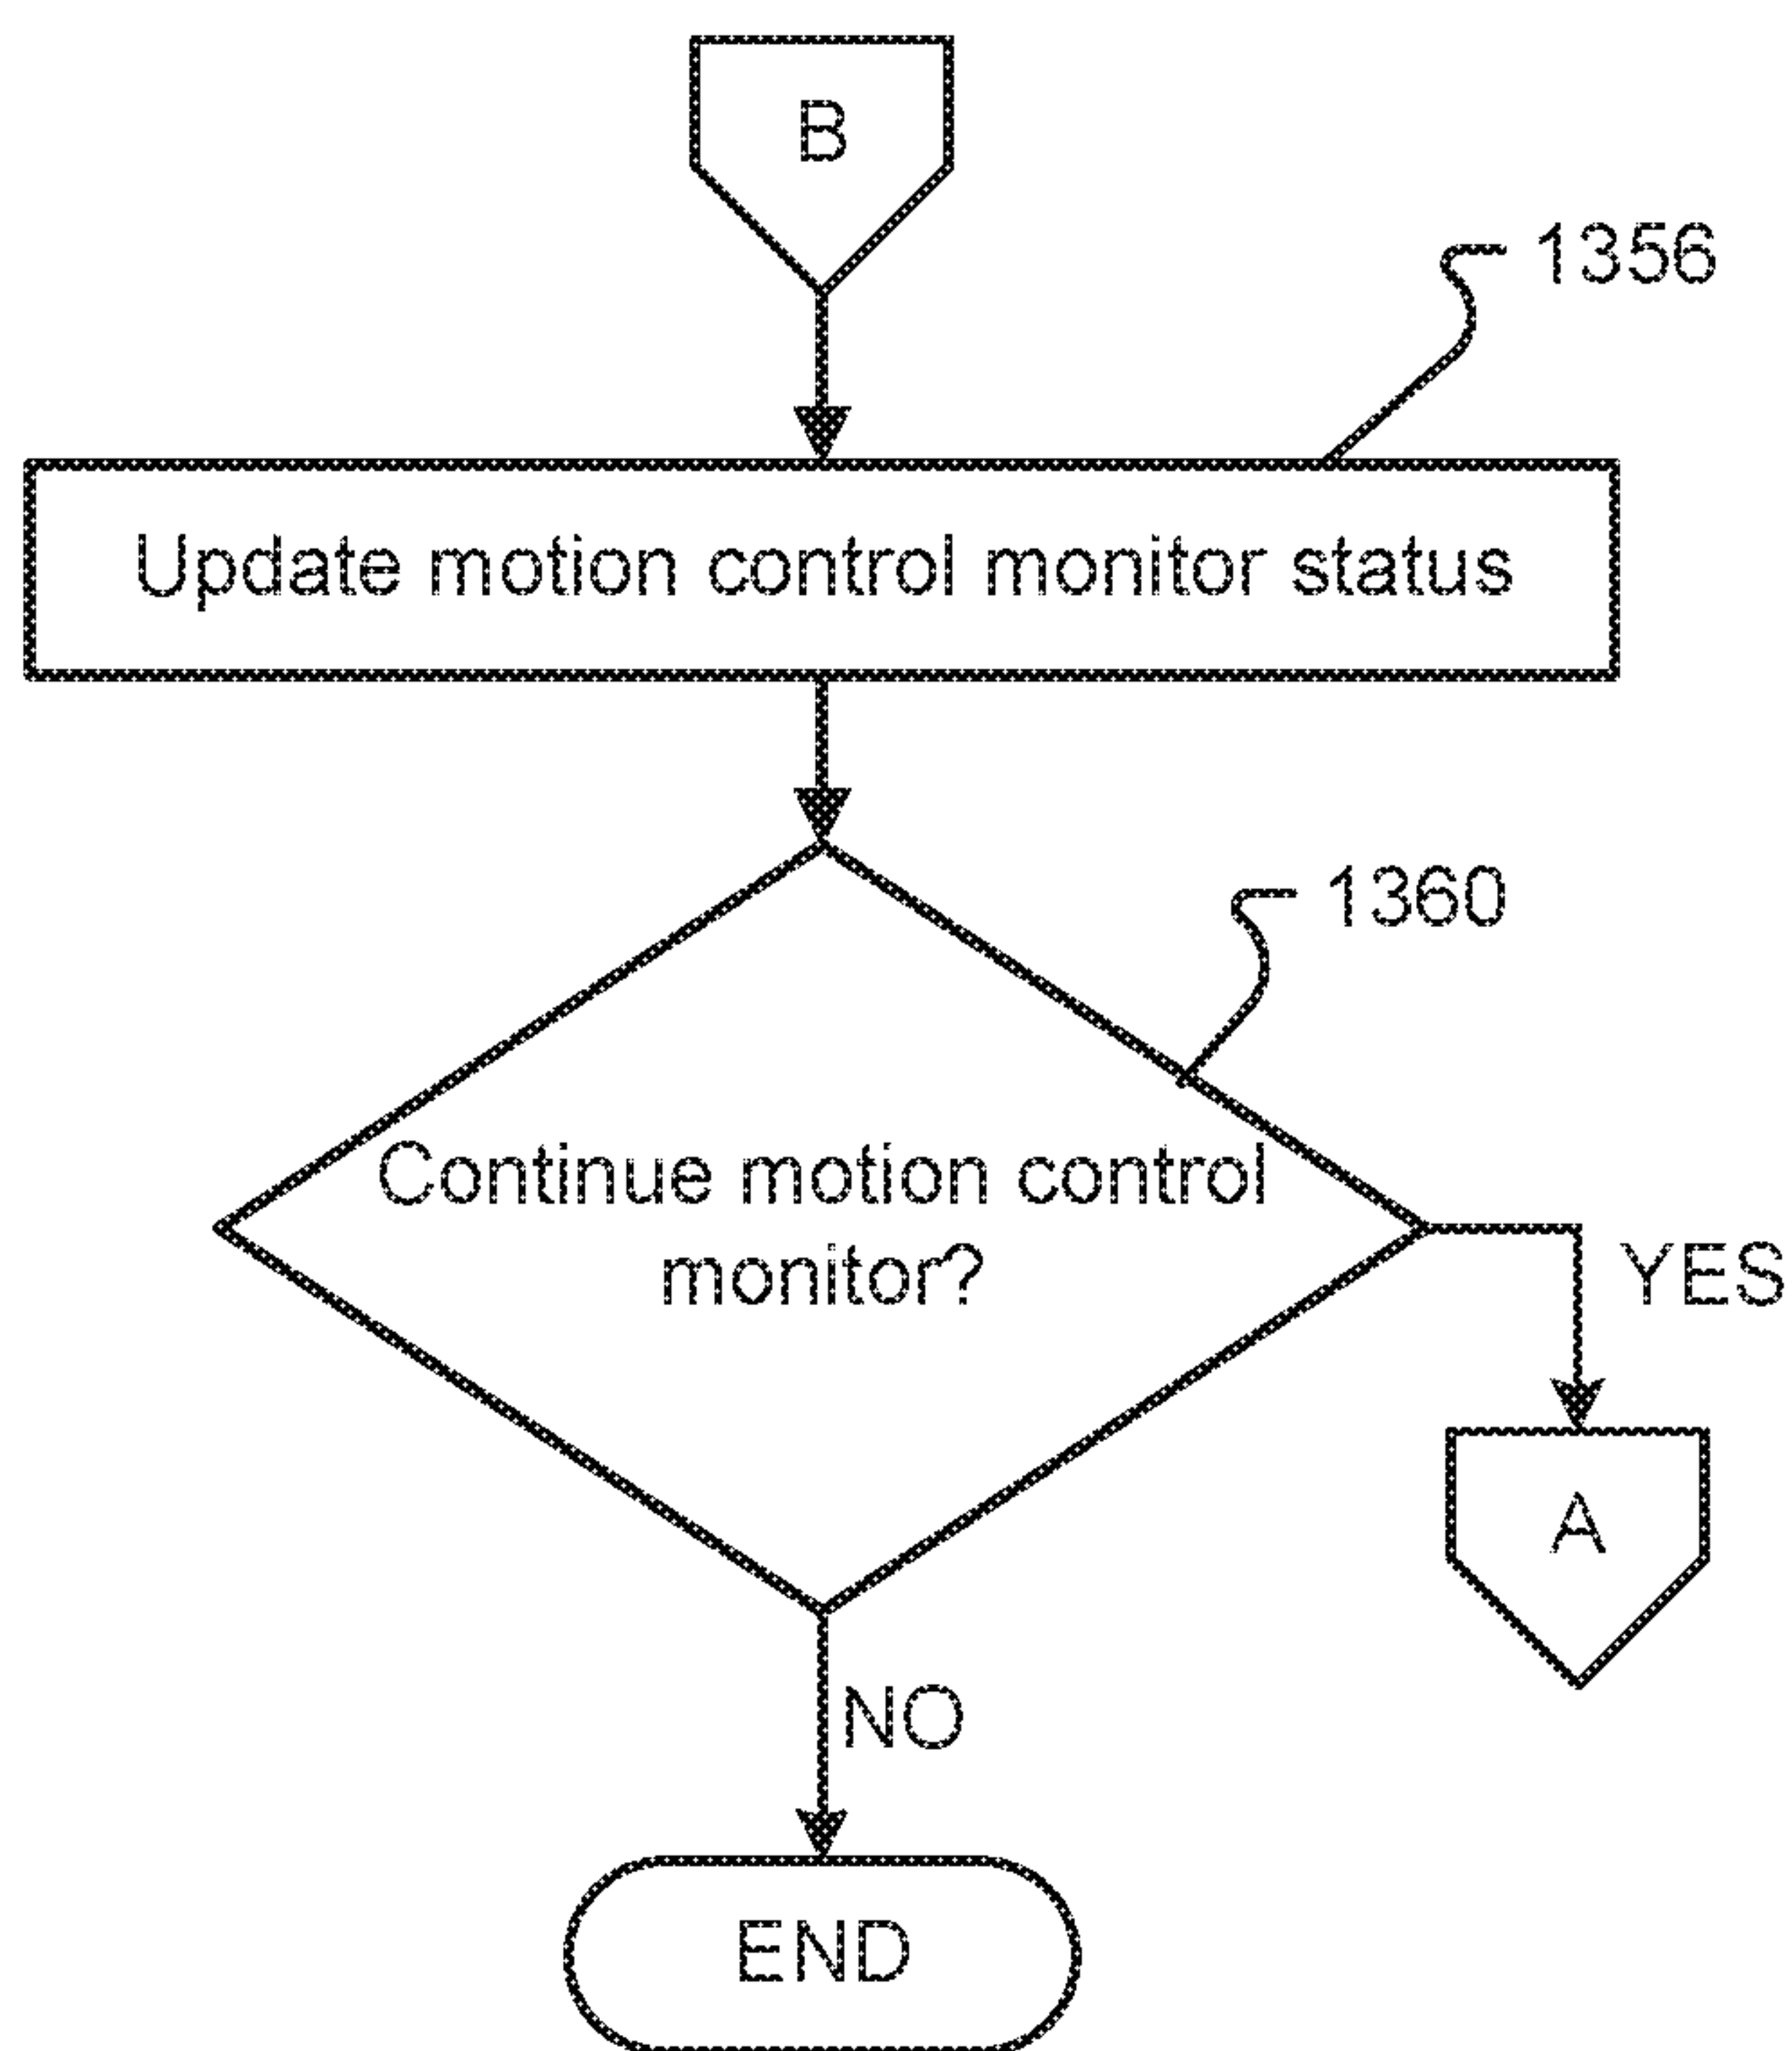 B
1356
Update motion control monitor status
1360
Continue motion control
monitor?
YES
A
NO
END